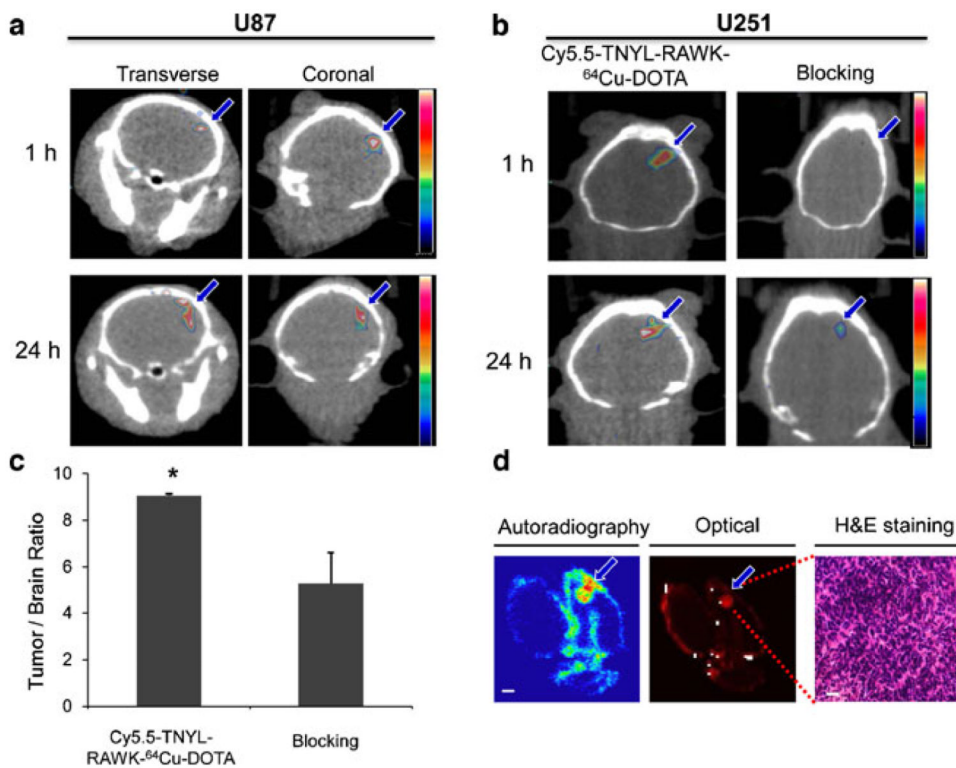 a
U87
Transverse
Coronal
1 h
24 h
b
U251
Cy5.5-TNYL-RAWK-
⁶⁴Cu-DOTA
Blocking
1 h
24 h
c
Tumor / Brain Ratio
10
8
6
4
2
0
*
Cy5.5-TNYL-
RAWK-⁶⁴Cu-DOTA
Blocking
d
Autoradiography
Optical
H&E staining